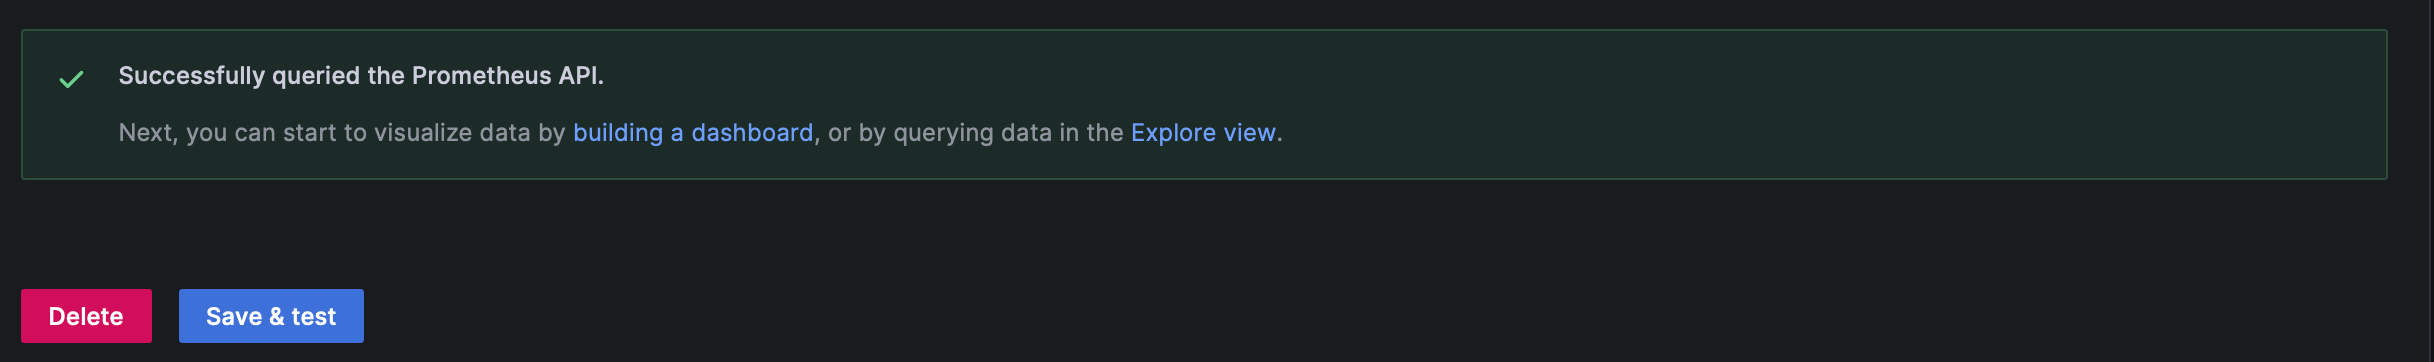 Successfully queried the Prometheus API.
Next, you can start to visualize data by building a dashboard, or by querying data in the Explore view.
Delete
Save & test